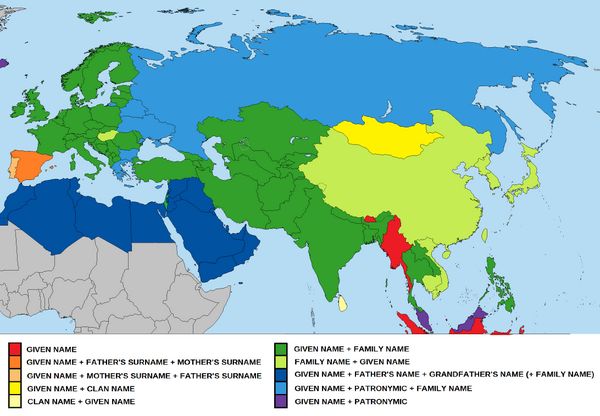 GIVEN NAME
GIVEN NAME + FATHER'S SURNAME + MOTHER'S SURNAME
GIVEN NAME + MOTHER'S SURNAME + FATHER'S SURNAME
GIVEN NAME + CLAN NAME
CLAN NAME + GIVEN NAME
GIVEN NAME + FAMILY NAME
FAMILY NAME + GIVEN NAME
GIVEN NAME + FATHER'S NAME + GRANDFATHER'S NAME (+ FAMILY NAME)
GIVEN NAME + PATRONYMIC + FAMILY NAME
GIVEN NAME + PATRONYMIC